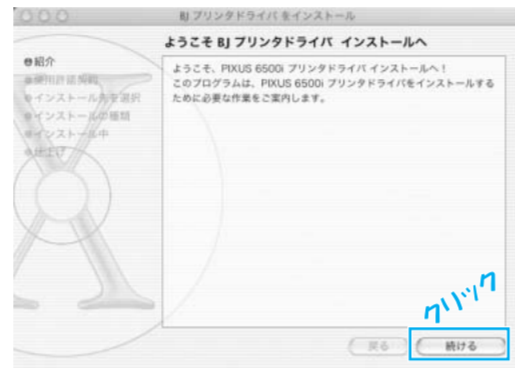 BJ プリンタドライバ をインストール
ようこそ BJ プリンタドライバ インストールへ
紹介
使用許諾契約
インストール先を選択
インストールの種類
インストール中
仕上げ
ようこそ、PIXUS 6500i プリンタドライバ インストールへ！
このプログラムは、PIXUS 6500i プリンタドライバをインストールする
ために必要な作業をご案内します。
クリック
戻る
続ける